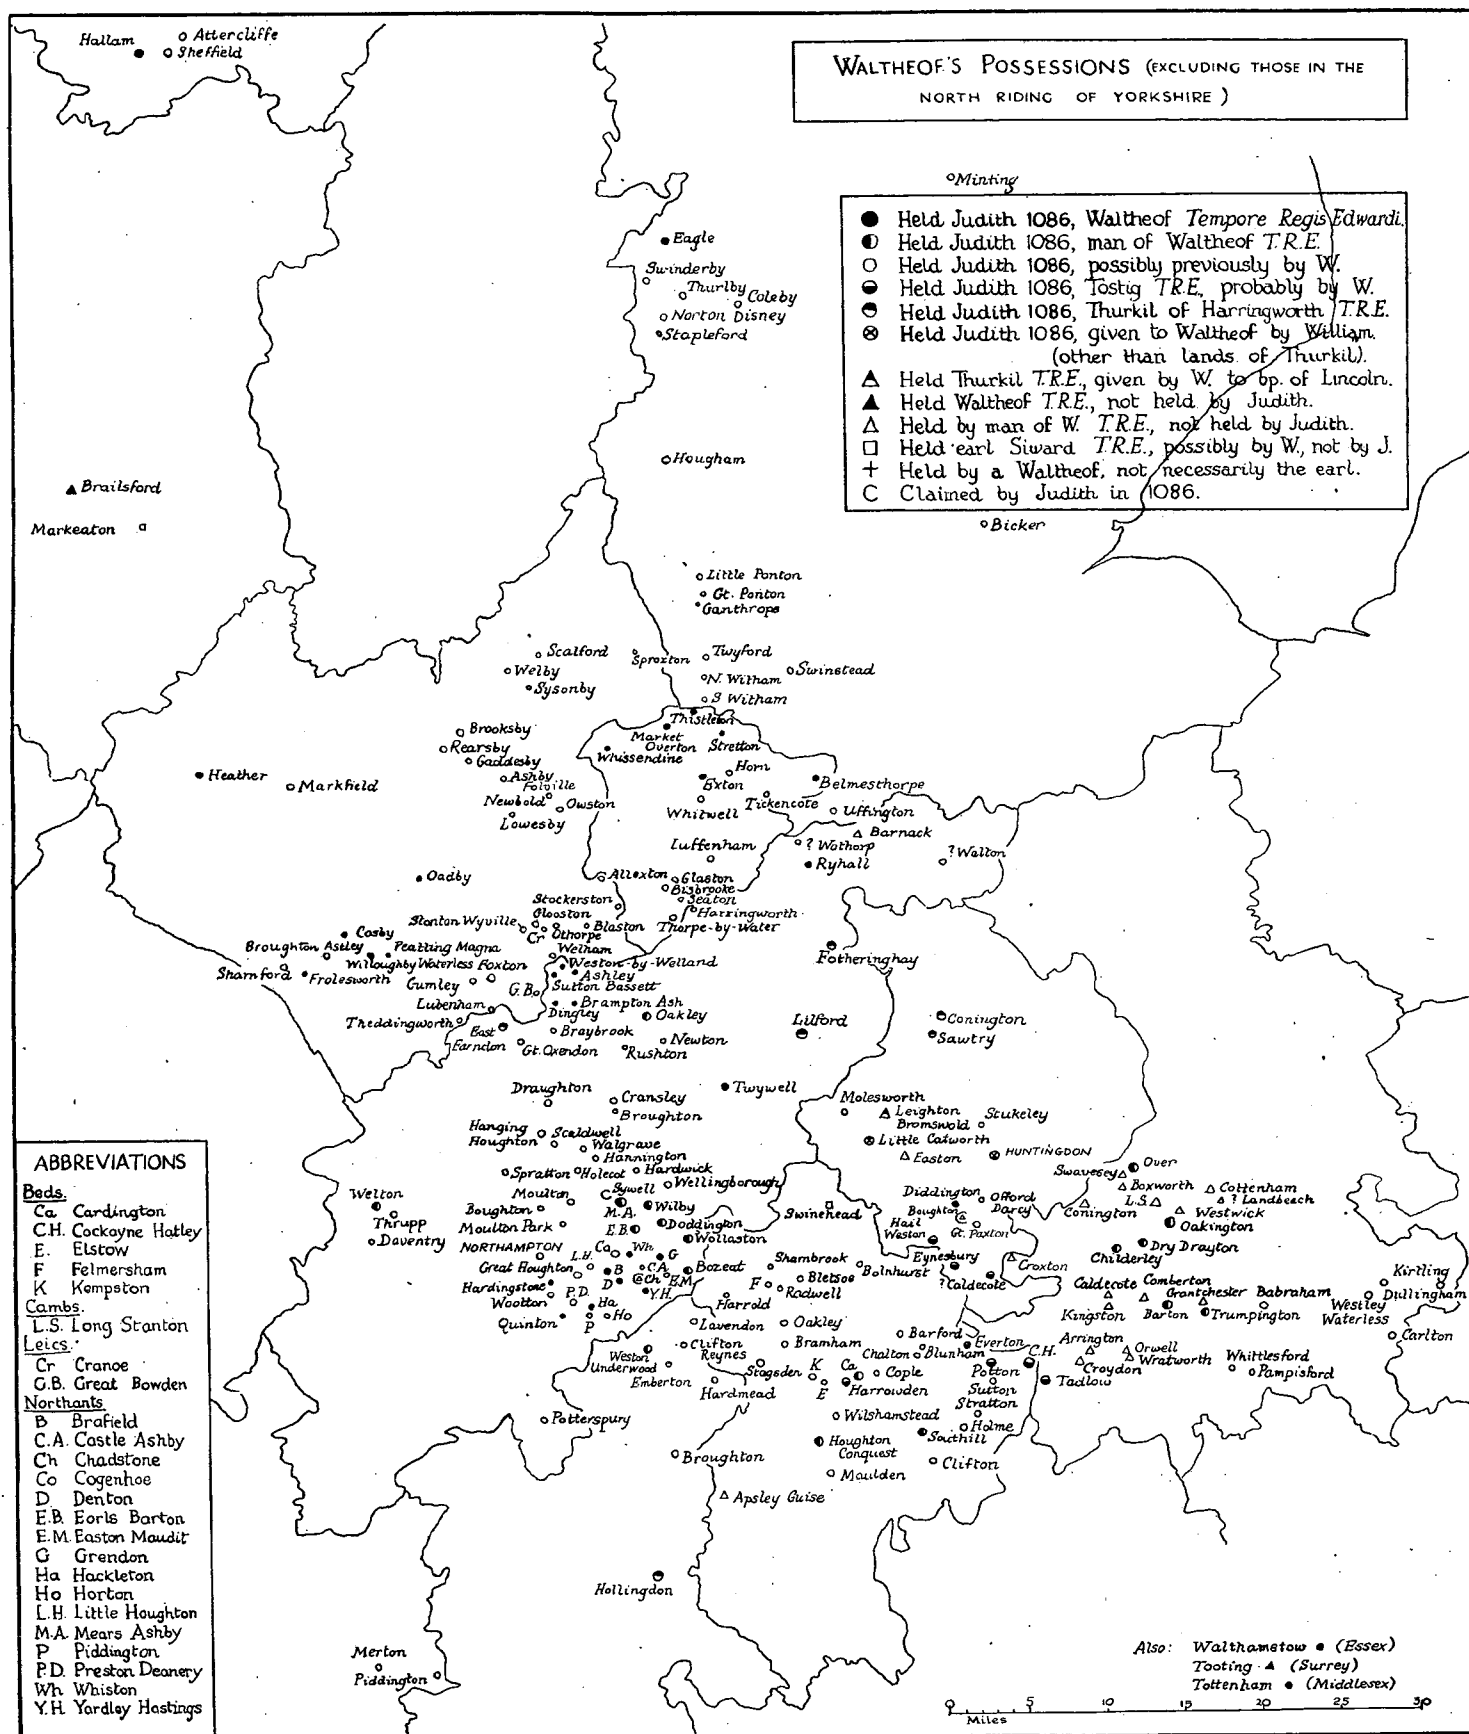 Hallam
Attercliffe
Sheffield
WALTHEOF'S POSSESSIONS (EXCLUDING THOSE IN THE
NORTH RIDING OF YORKSHIRE)
Minting
Held Judith 1086, Waltheof Tempore Regis Edwardi.
Held Judith 1086, man of Waltheof T.R.E.
Held Judith 1086, possibly previously by W.
Held Judith 1086, Tostig T.R.E., probably by W.
Held Judith 1086, Thurkil of Harringworth T.R.E.
Held Judith 1086, given to Waltheof by William.
(other than lands of Thurkil).
Held Thurkil T.R.E., given by W. to bp. of Lincoln.
Held Waltheof T.R.E., not held by Judith.
Held by man of W. T.R.E., not held by Judith.
Held earl Siward T.R.E., possibly by W., not by J.
+ Held by a Waltheof, not necessarily the earl.
C Claimed by Judith in 1086.
Eagle
Swinderby
Thurlby
Coleby
Norton Disney
Stapleford
Hougham
Brailsford
Markeaton
Bicker
Little Ponton
Gt. Ponton
Ganthrops
Scalford
Sproxton
Twyford
Welby
Swinstead
N. Witham
Sysonby
S Witham
Thistleton
Brooksby
Market
Overton
Stretton
Rearsby
Whissendine
Gaddesby
Horn
Heather
Markfield
Ashby
Folville
Exton
Belmesthorpe
Newbold
Owston
Whitwell
Tickencote
Uffington
Lowesby
Barnack
Luffenham
? Wothorp
? Walton
Ryhall
Oadby
Allexton
Glaston
Bisbrooke
Stockerston
Seaton
Glooston
Harringworth
Stonton Wyville
Blaston
Thorpe-by-Water
Cr
Othorpe
Cosby
Broughton Astley
Peatling Magna
Welham
Willoughby Waterless
Foxton
Weston-by-Welland
Fotheringhay
Sharnford
Frolesworth
Gumley
Ashley
G.B.
Sutton Bassett
Lubenham
Brampton Ash
Dingley
Oakley
Theddingworth
East
Farndon
Braybrook
Newton
Gt. Oxendon
Rushton
Lilford
Conington
Sawtry
Draughton
Cransley
Broughton
Twywell
Molesworth
Leighton
Bromswold
Stukeley
Hanging
Houghton
Scaldwell
Walgrave
Hannington
Little Catworth
Easton
HUNTINGDON
Spratton
Holecot
Hardwick
Wellingborough
Swavesey
Over
Boxworth
Cottenham
? Landbeach
Welton
Thrupp
Daventry
Moulton
C
Sywell
M.A.
Wilby
Boughton
Moulton Park
E.B.
Doddington
Wollaston
Swinehead
Diddington
Offord
Darcy
Boughton
C
Hail
Weston
Gt. Paxton
Conington
L.S.
Westwick
Oakington
NORTHAMPTON
L.H.
Co
Wh
G
Great Houghton
B
C.A.
Bozeat
Shambrook
Bolnhurst
Eynesbury
Croxton
Childerley
Dry Drayton
Hardingstone
P.D.
D
C
Ch
E.M.
Y.H.
F
Bletsoe
Radwell
? Caldecote
Caldecote
Comberton
Grantchester
Babraham
Kirtling
Dullingham
Wootton
Ha
Quinton
P
Ho
Harrold
Kingston
Barton
Trumpington
Westley
Waterless
Lavendon
Oakley
Carlton
Weston
Underwood
Clifton
Reynes
Bramham
Barford
Everton
C.H.
Arrington
Orwell
Wratworth
Whittlesford
Chalton
Blunham
Emberton
Hardmead
Stagsden
K
E
Ca
Cople
Harrowden
Potton
Sutton
Tadlow
Croydon
Pampisford
Stratton
Potterspury
Wilshamstead
Holme
Broughton
Houghton
Conquest
Southill
Clifton
Maulden
Apsley Guise
Hollingdon
Merton
Piddington
ABBREVIATIONS
Beds.
Ca Cardington
C.H. Cockayne Hatley
E. Elstow
F Felmersham
K Kempston
Cambs.
L.S. Long Stanton
Leics.
Cr Cranoe
G.B. Great Bowden
Northants
B Brafield
C.A. Castle Ashby
Ch Chadstone
Co Cogenhoe
D Denton
E.B. Earls Barton
E.M. Easton Maudit
G Grendon
Ha Hackleton
Ho Horton
L.H. Little Houghton
M.A. Mears Ashby
P Piddington
P.D. Preston Deanery
Wh Whiston
Y.H. Yardley Hastings
Also: Walthamstow ● (Essex)
Tooting ▲ (Surrey)
Tottenham ● (Middlesex)
0 5 10 15 20 25 30
Miles